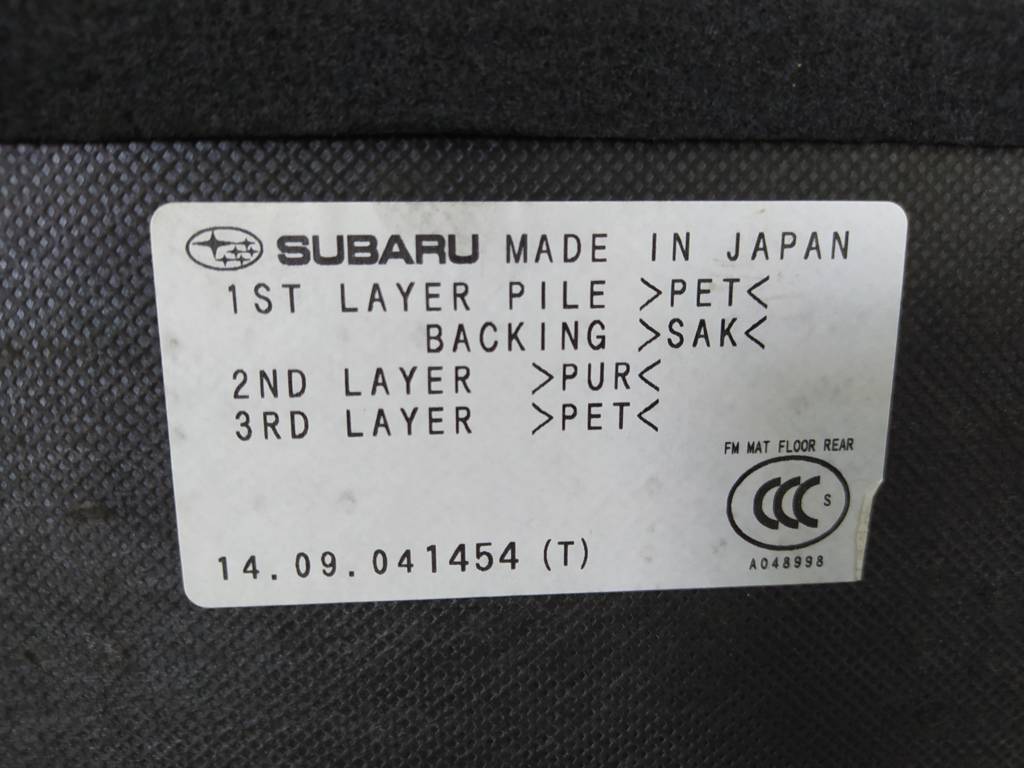 SUBARU MADE IN JAPAN
1ST LAYER PILE >PET<
BACKING >SAK<
2ND LAYER >PUR<
3RD LAYER >PET<
FM MAT FLOOR REAR
CCC S
A048998
14.09.041454 (T)